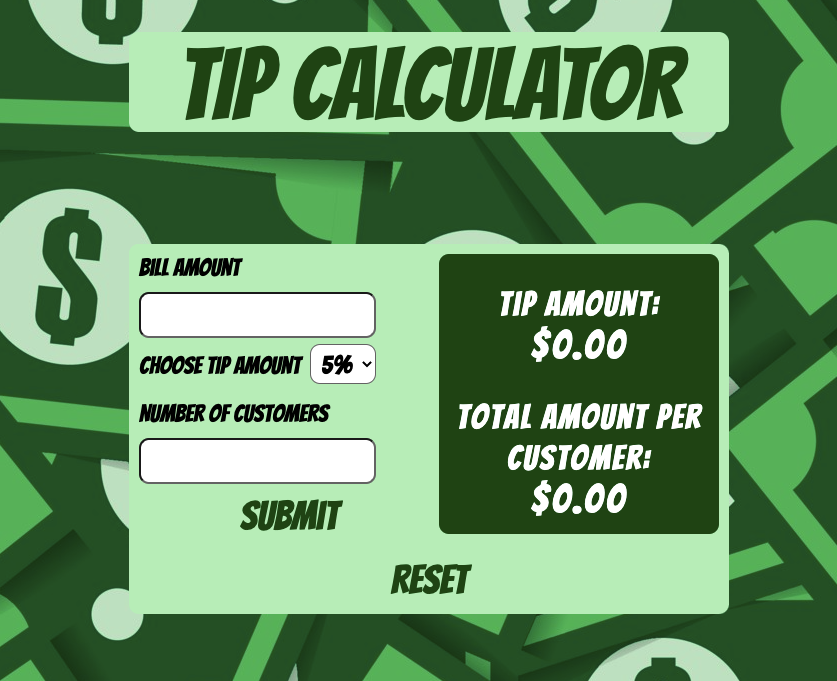 TIP CALCULATOR
BILL AMOUNT
CHOOSE TIP AMOUNT 5%
NUMBER OF CUSTOMERS
SUBMIT
TIP AMOUNT:
$0.00
TOTAL AMOUNT PER
CUSTOMER:
$0.00
RESET
$
$
$
$